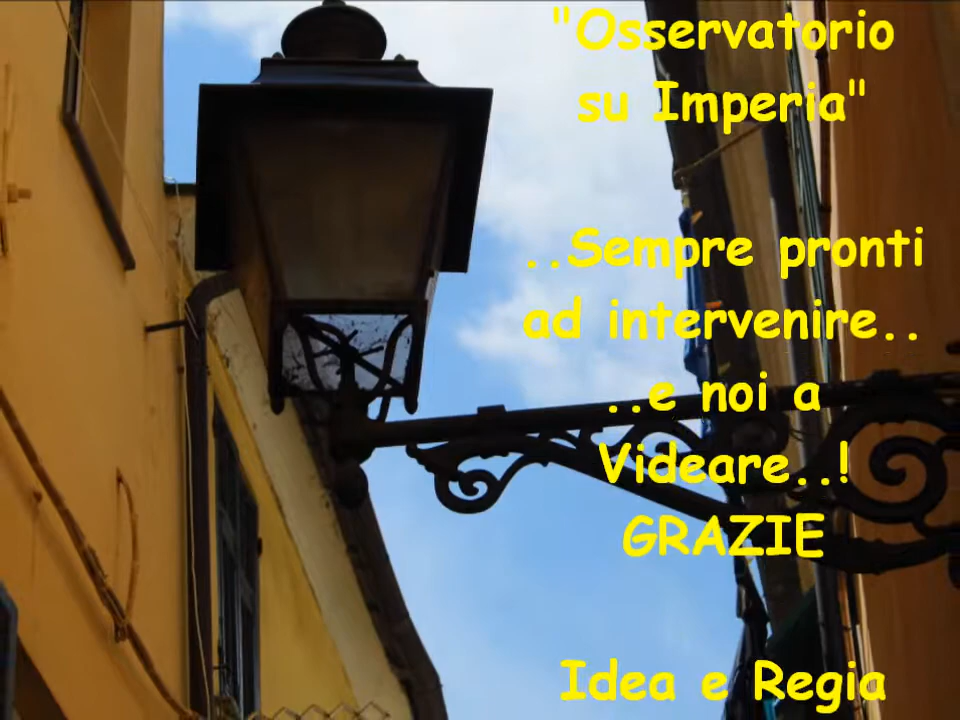 "Osservatorio
su Imperia"
..Sempre pronti
ad intervenire..
..e noi a
Videare..!
GRAZIE
Idea e Regia